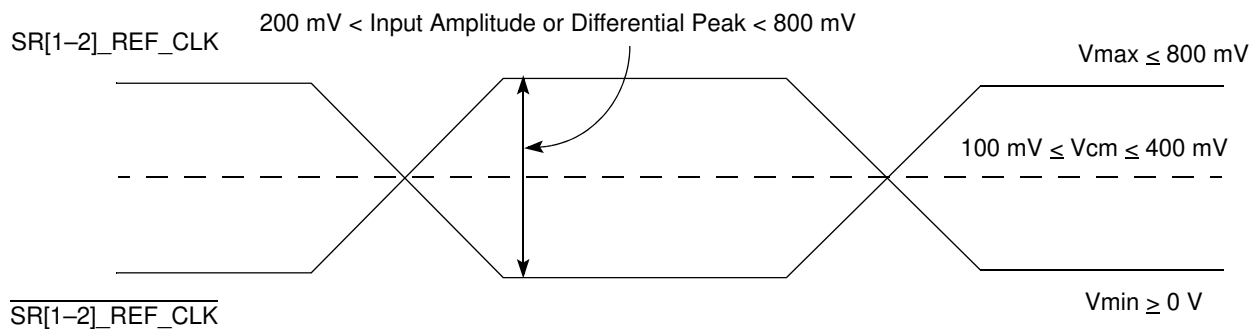 200 mV < Input Amplitude or Differential Peak < 800 mV
SR[1–2]_REF_CLK
Vmax ≤ 800 mV
100 mV ≤ Vcm ≤ 400 mV
Vmin ≥ 0 V
SR[1–2]_REF_CLK